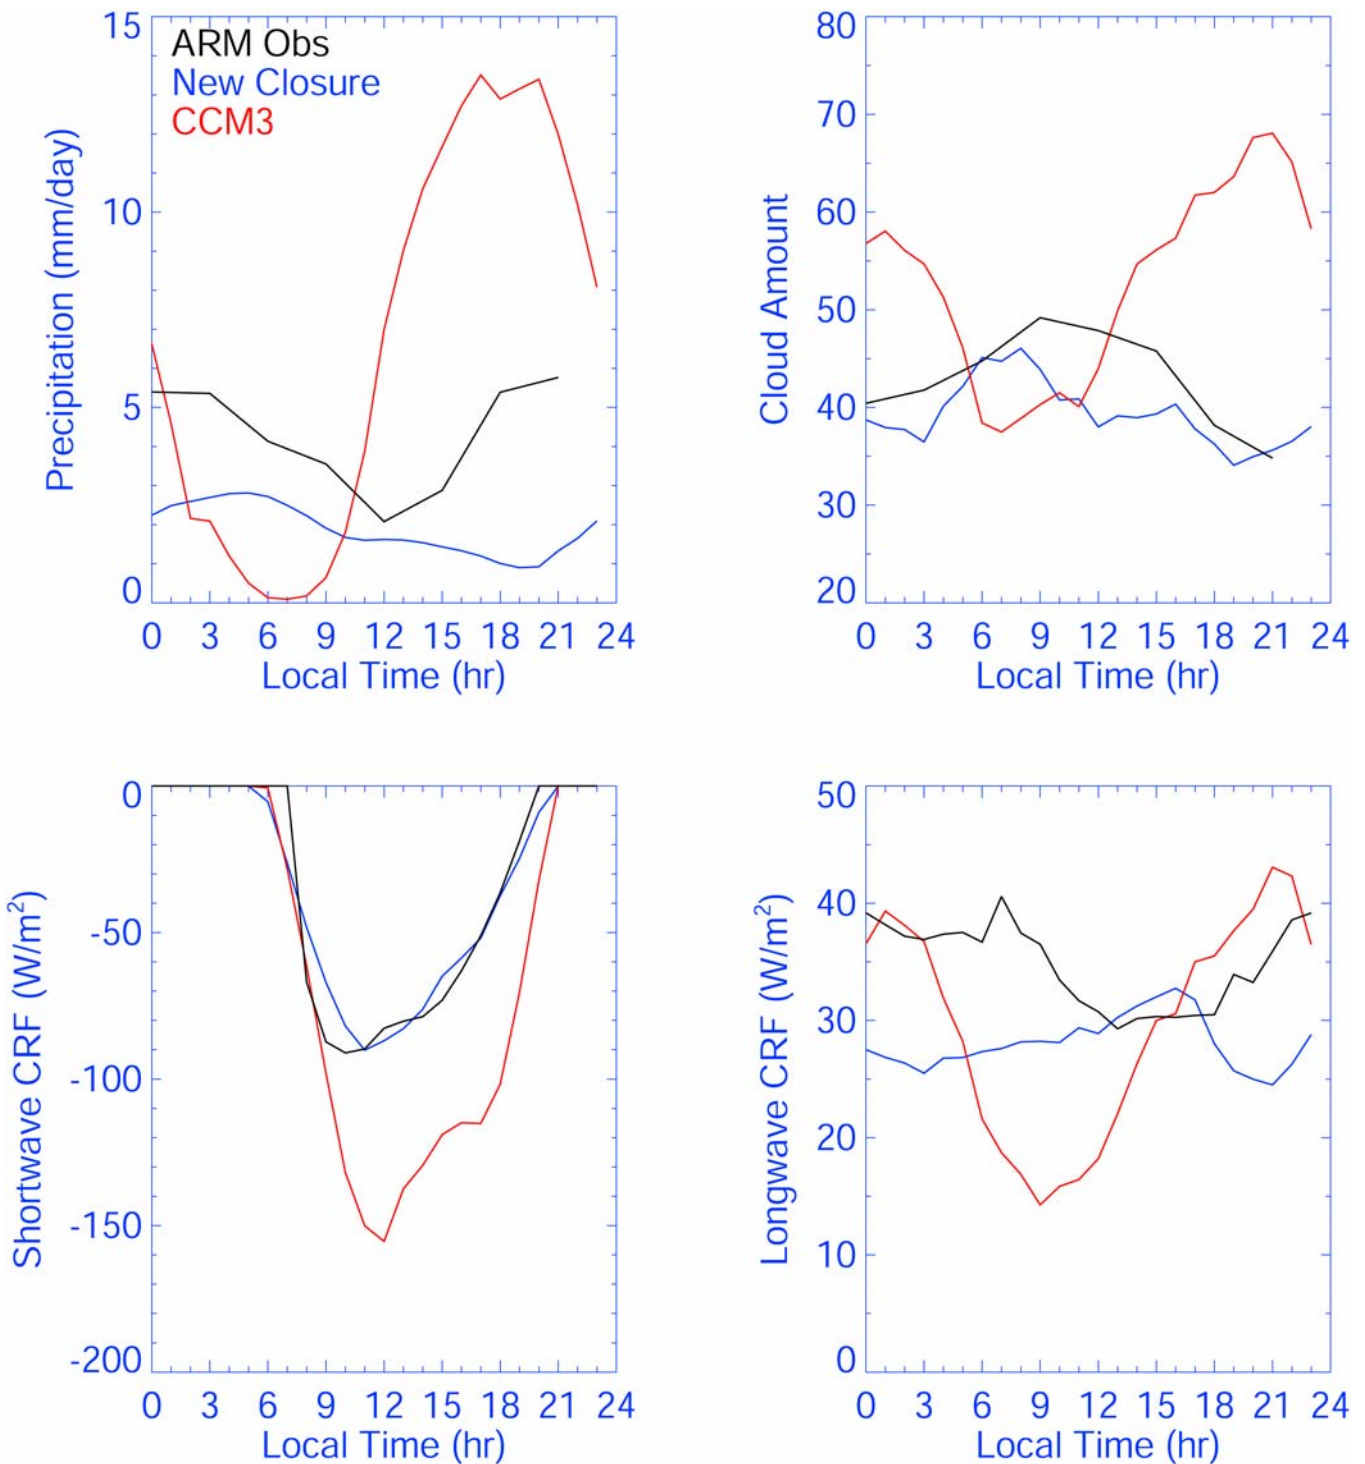 ARM Obs
New Closure
CCM3
Precipitation (mm/day)
15
10
5
0
0 3 6 9 12 15 18 21 24
Local Time (hr)
Cloud Amount
80
70
60
50
40
30
20
0 3 6 9 12 15 18 21 24
Local Time (hr)
Shortwave CRF (W/m²)
0
-50
-100
-150
-200
0 3 6 9 12 15 18 21 24
Local Time (hr)
Longwave CRF (W/m²)
50
40
30
20
10
0
0 3 6 9 12 15 18 21 24
Local Time (hr)